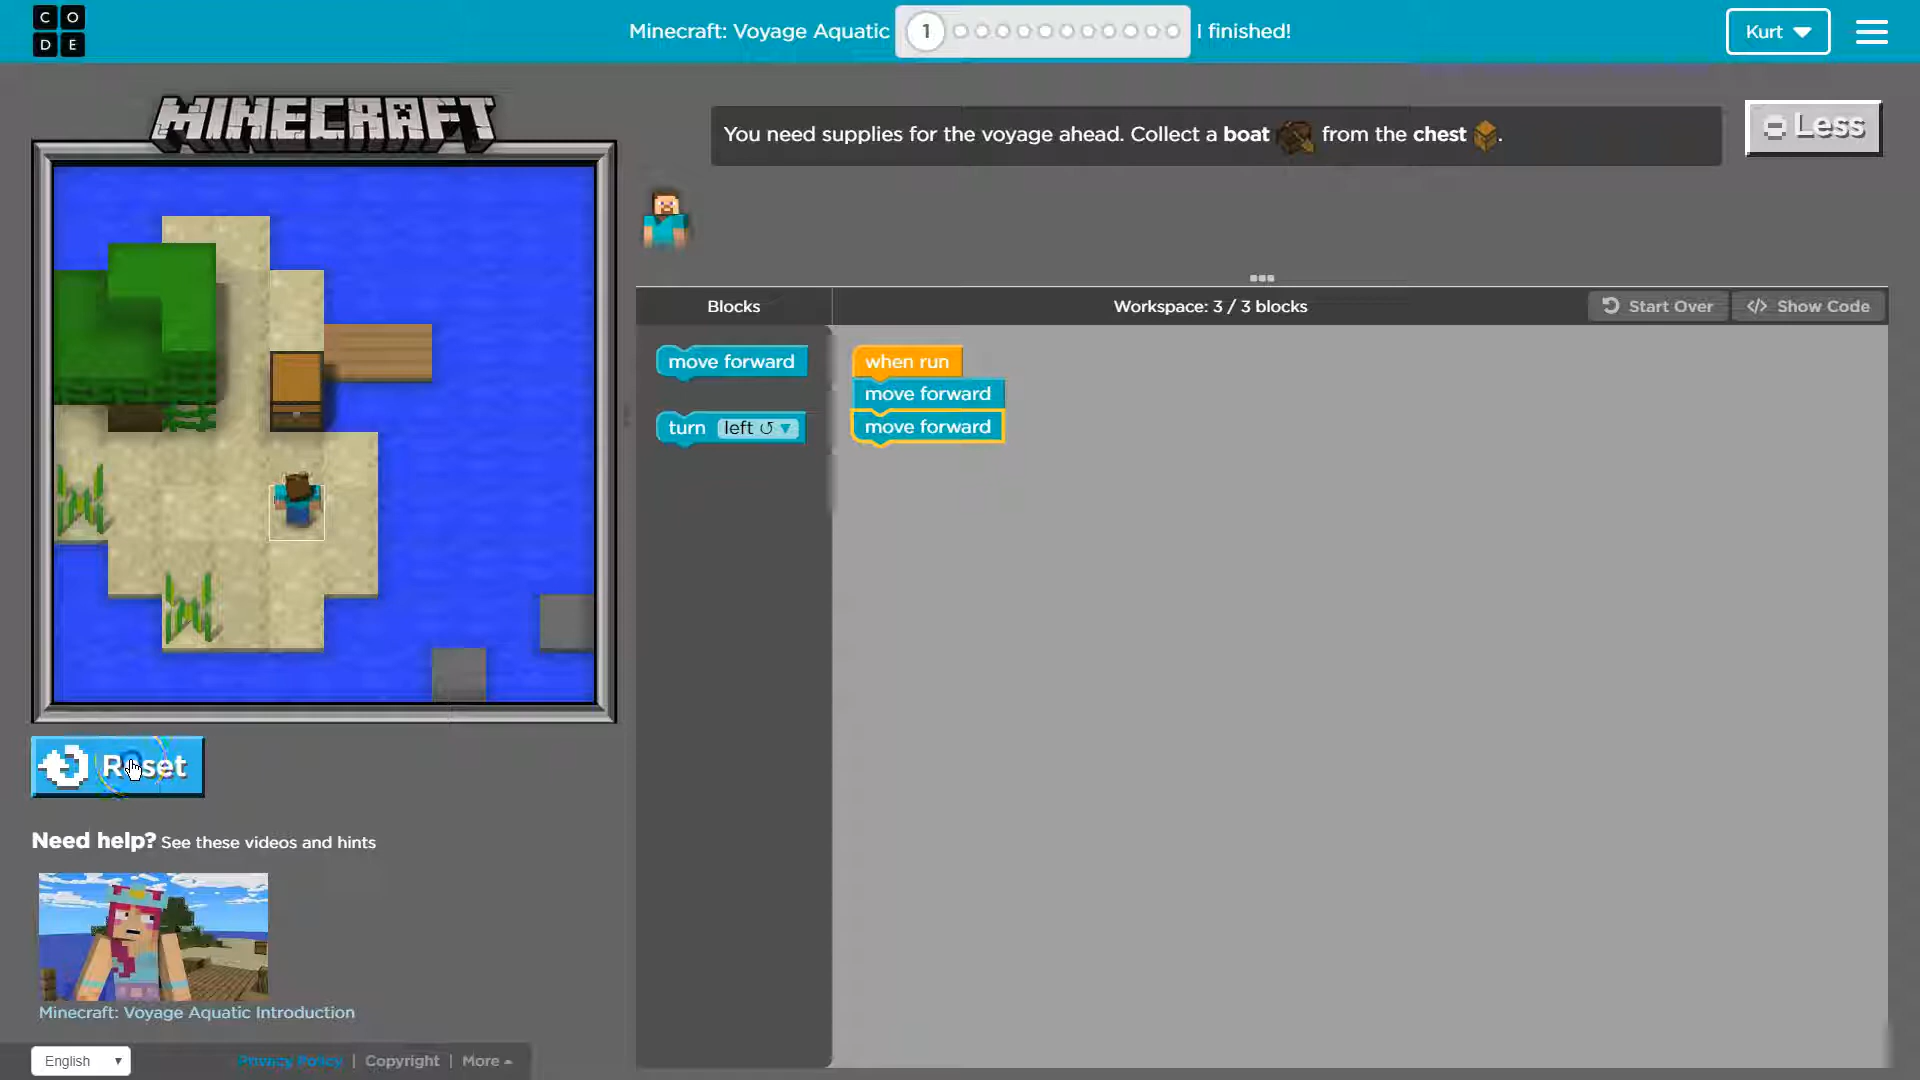 C O
D E
Minecraft: Voyage Aquatic
1
I finished!
Kurt
MINECRAFT
You need supplies for the voyage ahead. Collect a boat from the chest.
Less
Blocks
Workspace: 3 / 3 blocks
Start Over
Show Code
move forward
turn left
when run
move forward
move forward
Reset
Need help? See these videos and hints
Minecraft: Voyage Aquatic Introduction
English
Privacy Policy | Copyright | More